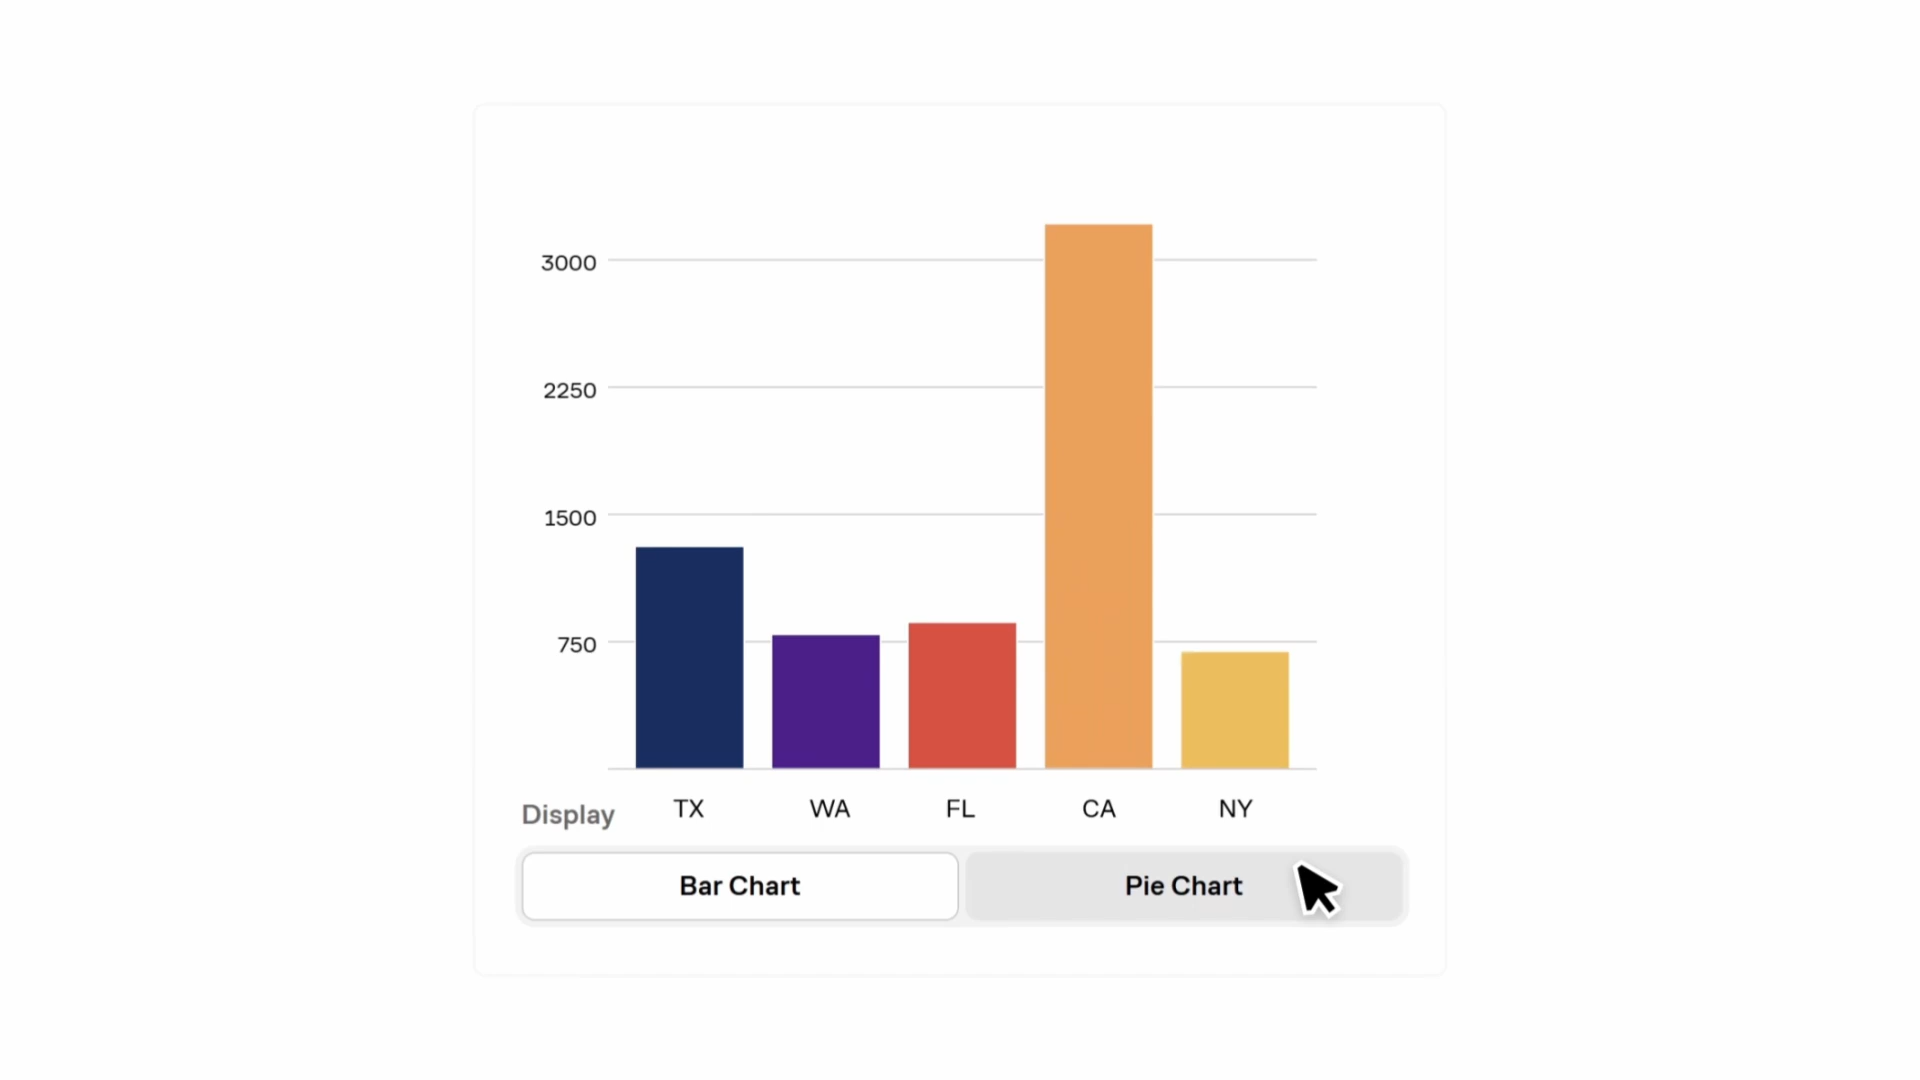 3000
2250
1500
750
TX WA FL CA NY
Display
Bar Chart Pie Chart